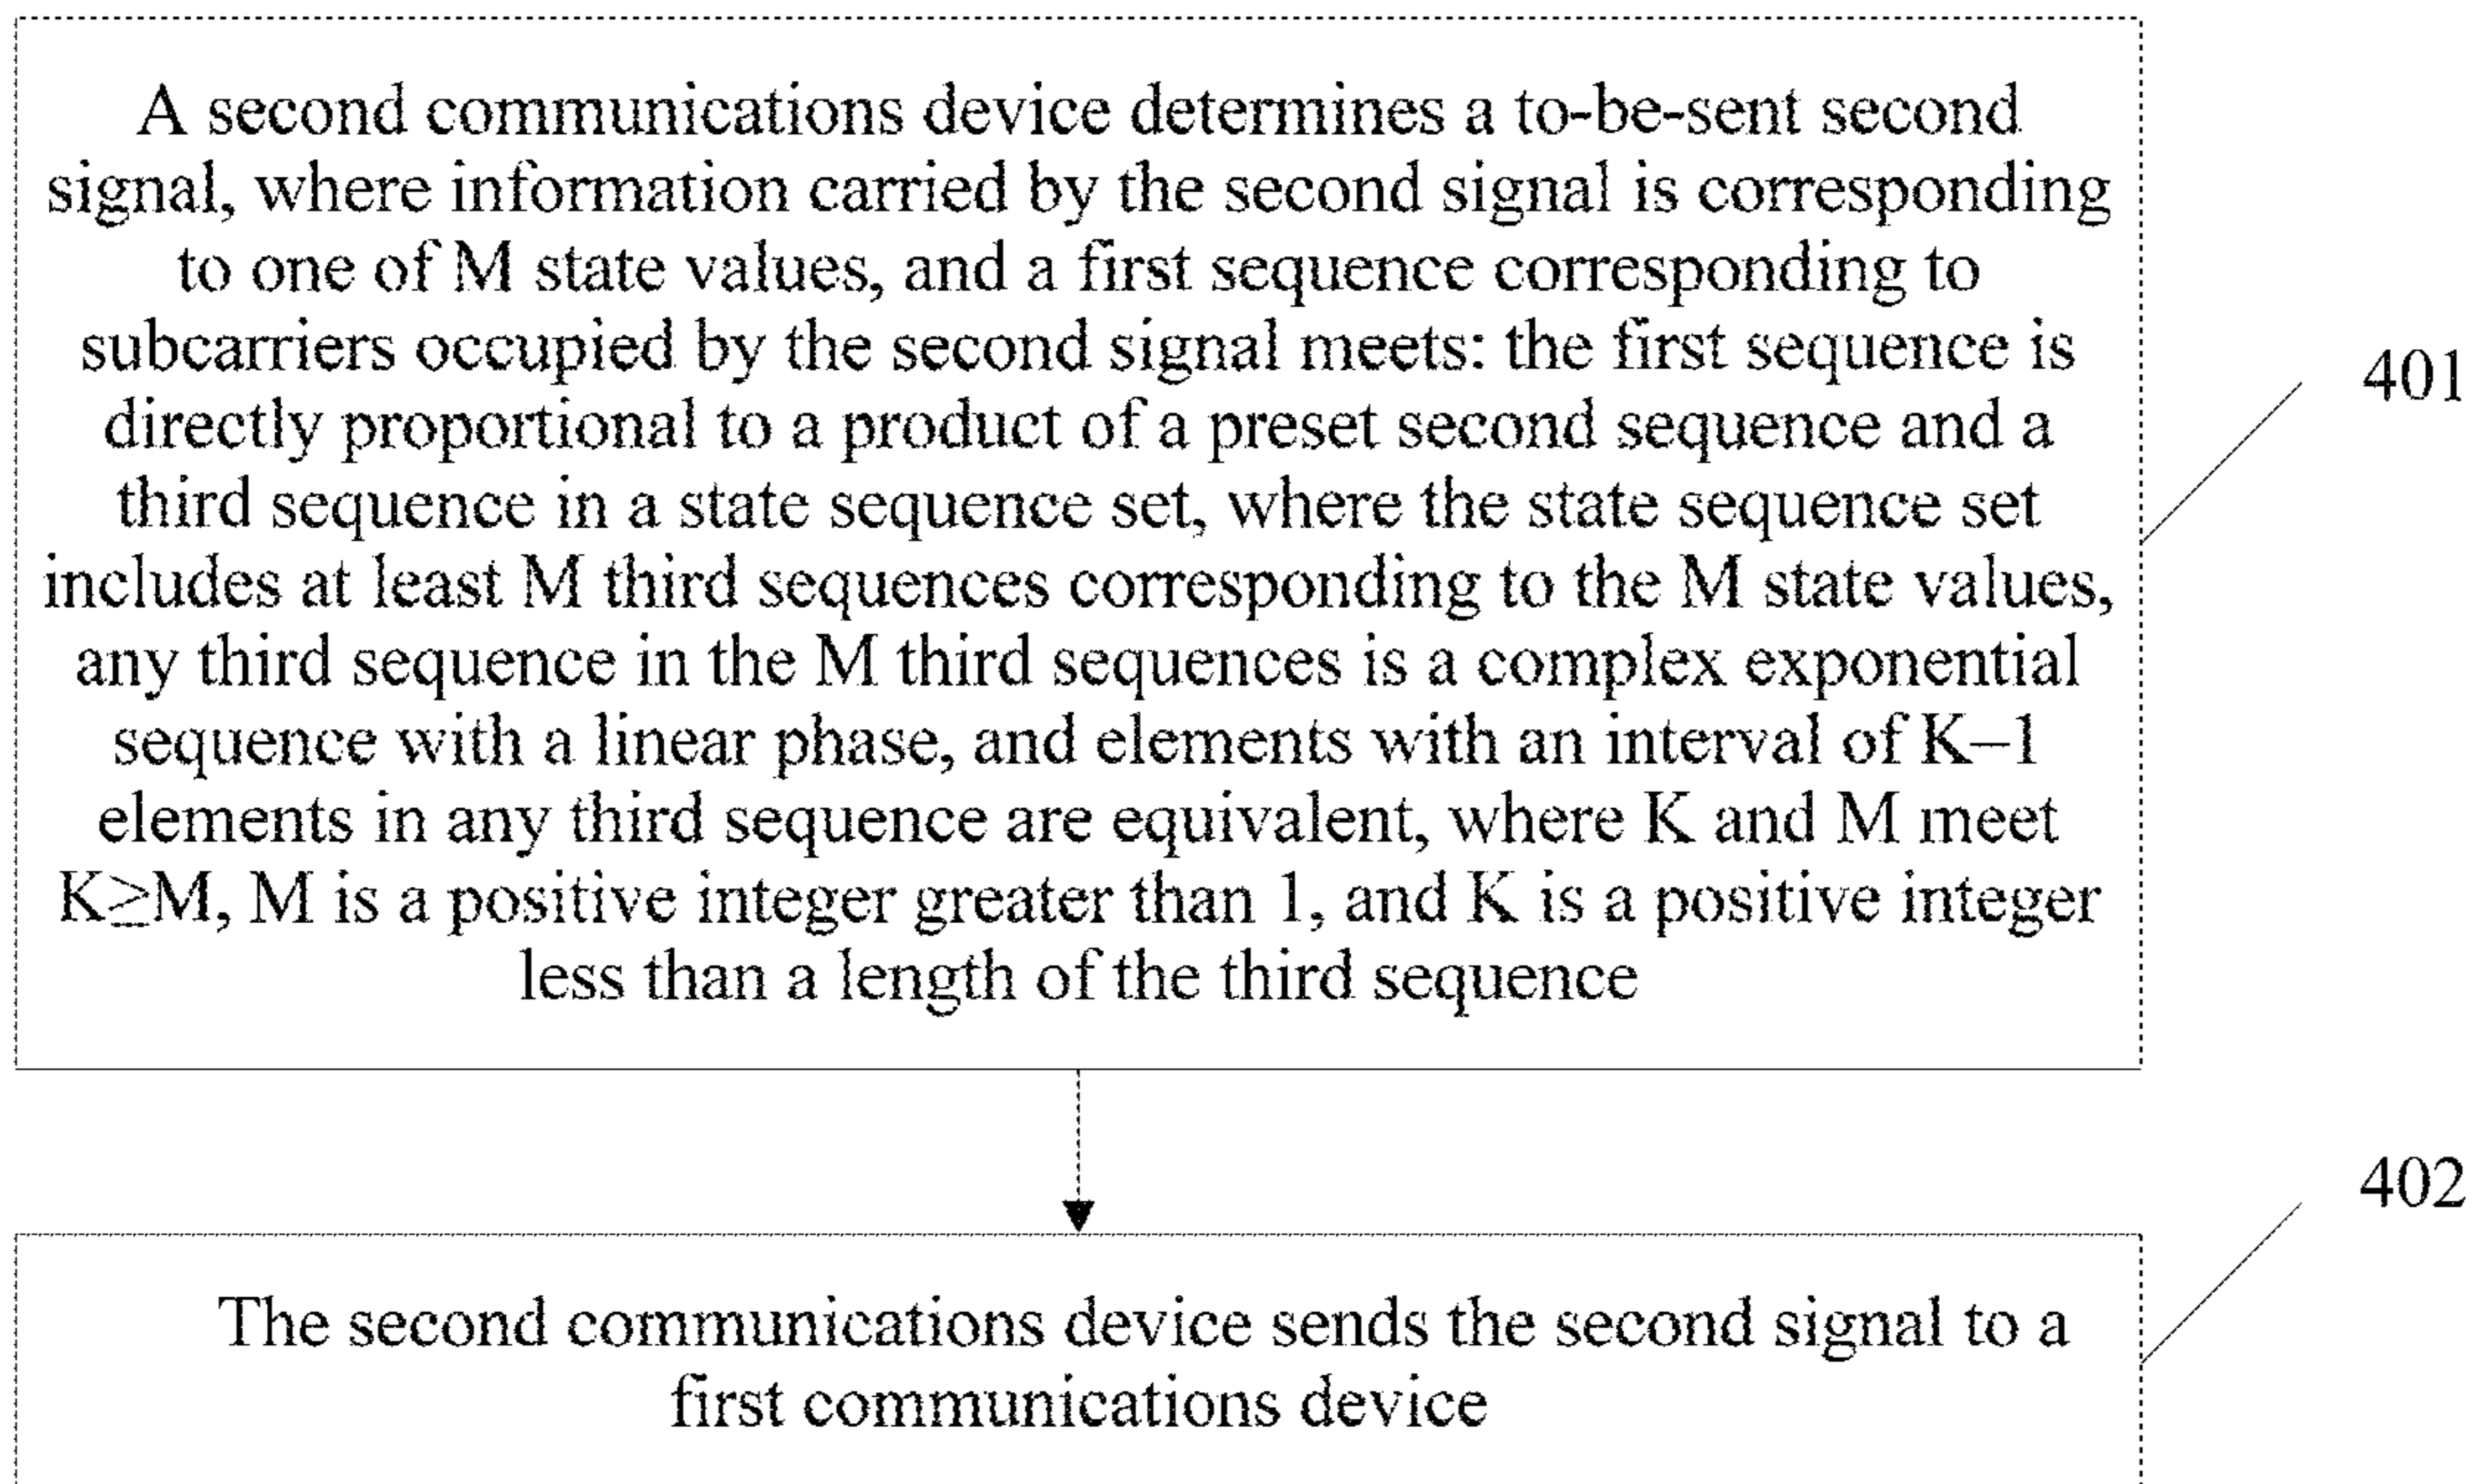 A second communications device determines a to-be-sent second
signal, where information carried by the second signal is corresponding
to one of M state values, and a first sequence corresponding to
subcarriers occupied by the second signal meets: the first sequence is
directly proportional to a product of a preset second sequence and a
third sequence in a state sequence set, where the state sequence set
includes at least M third sequences corresponding to the M state values,
any third sequence in the M third sequences is a complex exponential
sequence with a linear phase, and elements with an interval of K–1
elements in any third sequence are equivalent, where K and M meet
K≥M, M is a positive integer greater than 1, and K is a positive integer
less than a length of the third sequence
401
The second communications device sends the second signal to a
first communications device
402